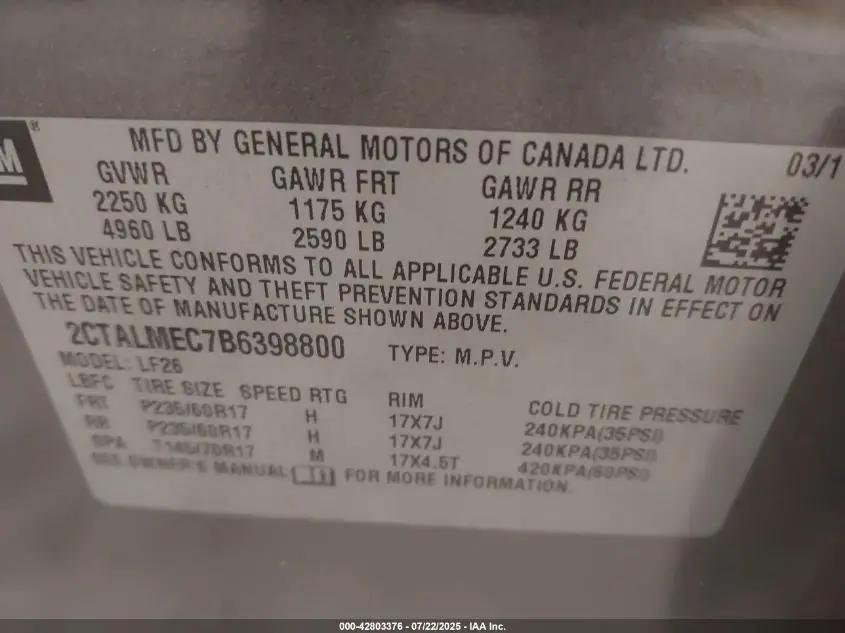 M®
MFD BY GENERAL MOTORS OF CANADA LTD. 03/1
GVWR GAWR FRT GAWR RR
2250 KG 1175 KG 1240 KG
4960 LB 2590 LB 2733 LB
THIS VEHICLE CONFORMS TO ALL APPLICABLE U.S. FEDERAL MOTOR
VEHICLE SAFETY AND THEFT PREVENTION STANDARDS IN EFFECT ON
THE DATE OF MANUFACTURE SHOWN ABOVE.
2CTALMEC7B6398800 TYPE: M.P.V.
MODEL: LF26
LBFC TIRE SIZE SPEED RTG RIM COLD TIRE PRESSURE
FRT P235/60R17 H 17X7J 240KPA(35PSI)
RR P235/60R17 H 17X7J 240KPA(35PSI)
SPA T145/70R17 M 17X4.5T 420KPA(60PSI)
SEE OWNER'S MANUAL FOR MORE INFORMATION.
000-42803376 - 07/22/2025 - IAA Inc.